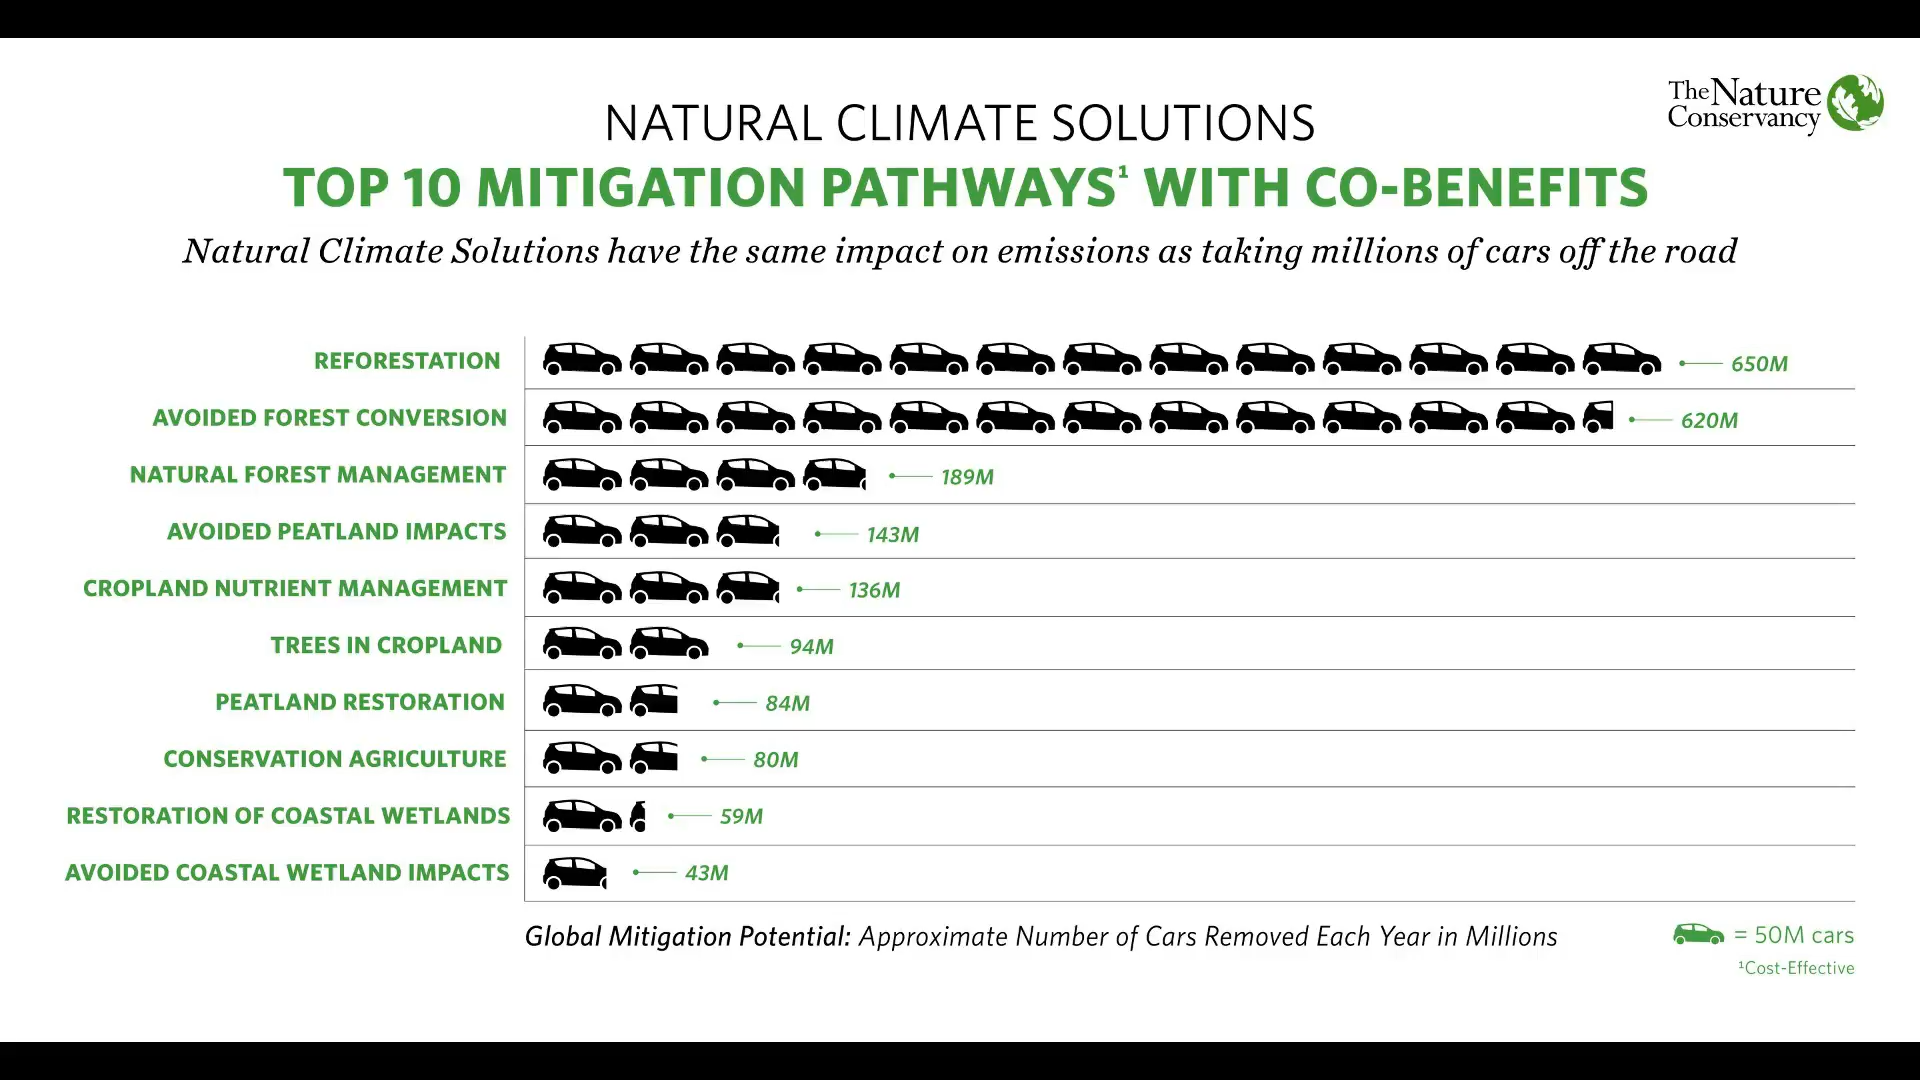 The Nature
Conservancy
NATURAL CLIMATE SOLUTIONS
TOP 10 MITIGATION PATHWAYS¹ WITH CO-BENEFITS
Natural Climate Solutions have the same impact on emissions as taking millions of cars off the road
REFORESTATION 650M
AVOIDED FOREST CONVERSION 620M
NATURAL FOREST MANAGEMENT 189M
AVOIDED PEATLAND IMPACTS 143M
CROPLAND NUTRIENT MANAGEMENT 136M
TREES IN CROPLAND 94M
PEATLAND RESTORATION 84M
CONSERVATION AGRICULTURE 80M
RESTORATION OF COASTAL WETLANDS 59M
AVOIDED COASTAL WETLAND IMPACTS 43M
Global Mitigation Potential: Approximate Number of Cars Removed Each Year in Millions
= 50M cars
¹Cost-Effective